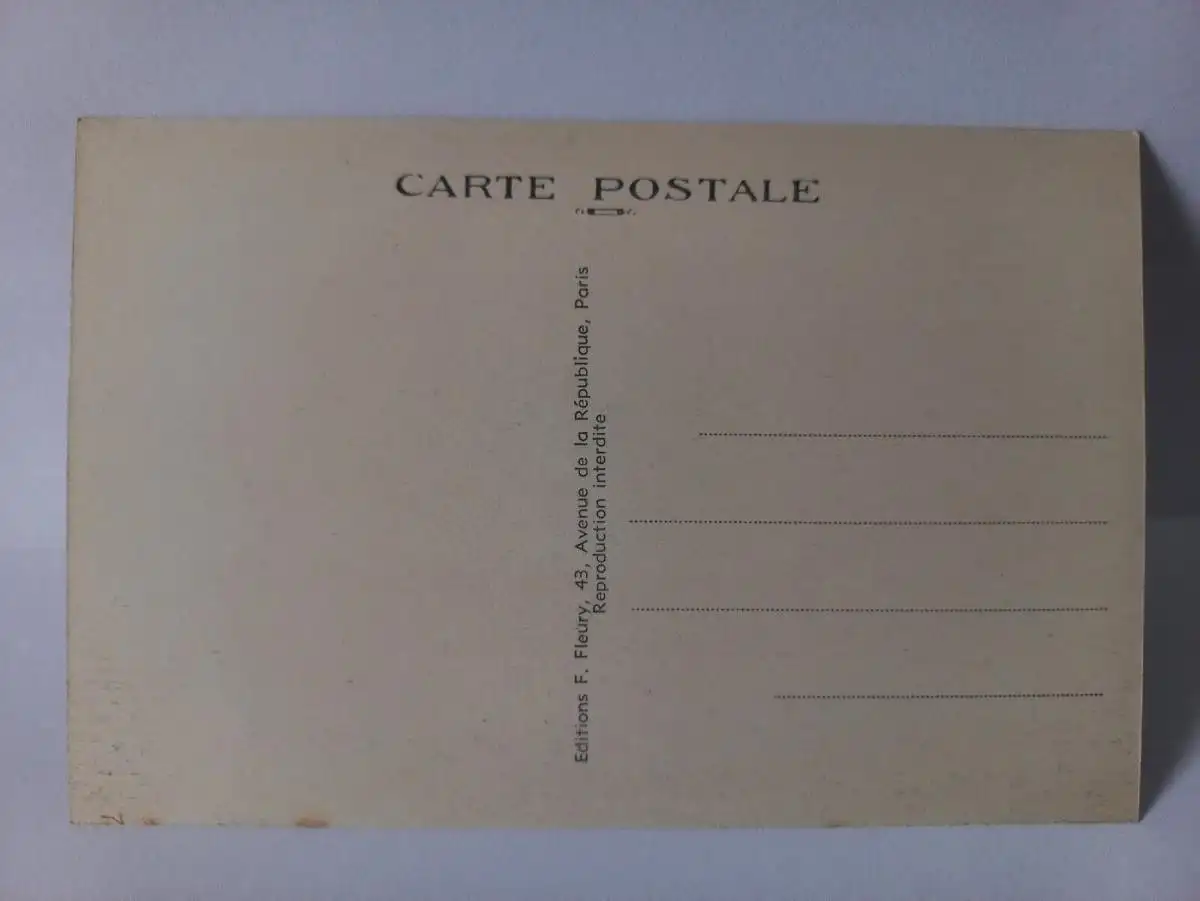 CARTE POSTALE
Editions F. Fleury, 43, Avenue de la République, Paris
Reproduction interdite